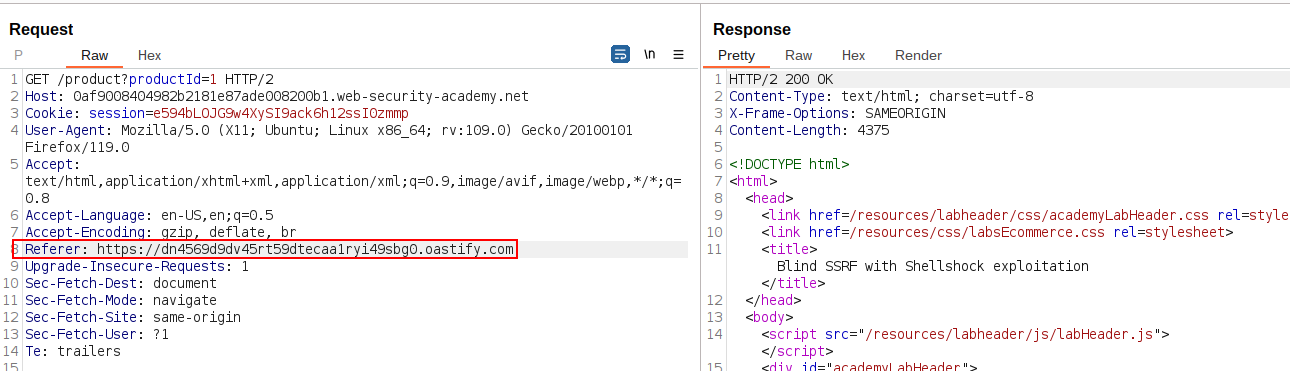 Request
P Raw Hex \n
1 GET /product?productId=1 HTTP/2
2 Host: 0af9008404982b2181e87ade008200b1.web-security-academy.net
3 Cookie: session=e594bLOJG9w4XySI9ack6h12ssI0zmmp
4 User-Agent: Mozilla/5.0 (X11; Ubuntu; Linux x86_64; rv:109.0) Gecko/20100101
Firefox/119.0
5 Accept:
text/html,application/xhtml+xml,application/xml;q=0.9,image/avif,image/webp,*/*;q=
0.8
6 Accept-Language: en-US,en;q=0.5
7 Accept-Encoding: gzip, deflate, br
8 Referer: https://dn4569d9dv45rt59dtecaa1ryi49sbg0.oastify.com
9 Upgrade-Insecure-Requests: 1
10 Sec-Fetch-Dest: document
11 Sec-Fetch-Mode: navigate
12 Sec-Fetch-Site: same-origin
13 Sec-Fetch-User: ?1
14 Te: trailers
15
Response
Pretty Raw Hex Render
1 HTTP/2 200 OK
2 Content-Type: text/html; charset=utf-8
3 X-Frame-Options: SAMEORIGIN
4 Content-Length: 4375
5
6 <!DOCTYPE html>
7 <html>
8 <head>
9 <link href=/resources/labheader/css/academyLabHeader.css rel=style
10 <link href=/resources/css/labsEcommerce.css rel=stylesheet>
11 <title>
Blind SSRF with Shellshock exploitation
</title>
12 </head>
13 <body>
14 <script src="/resources/labheader/js/labHeader.js">
</script>
15 <div id="academyLabHeader">